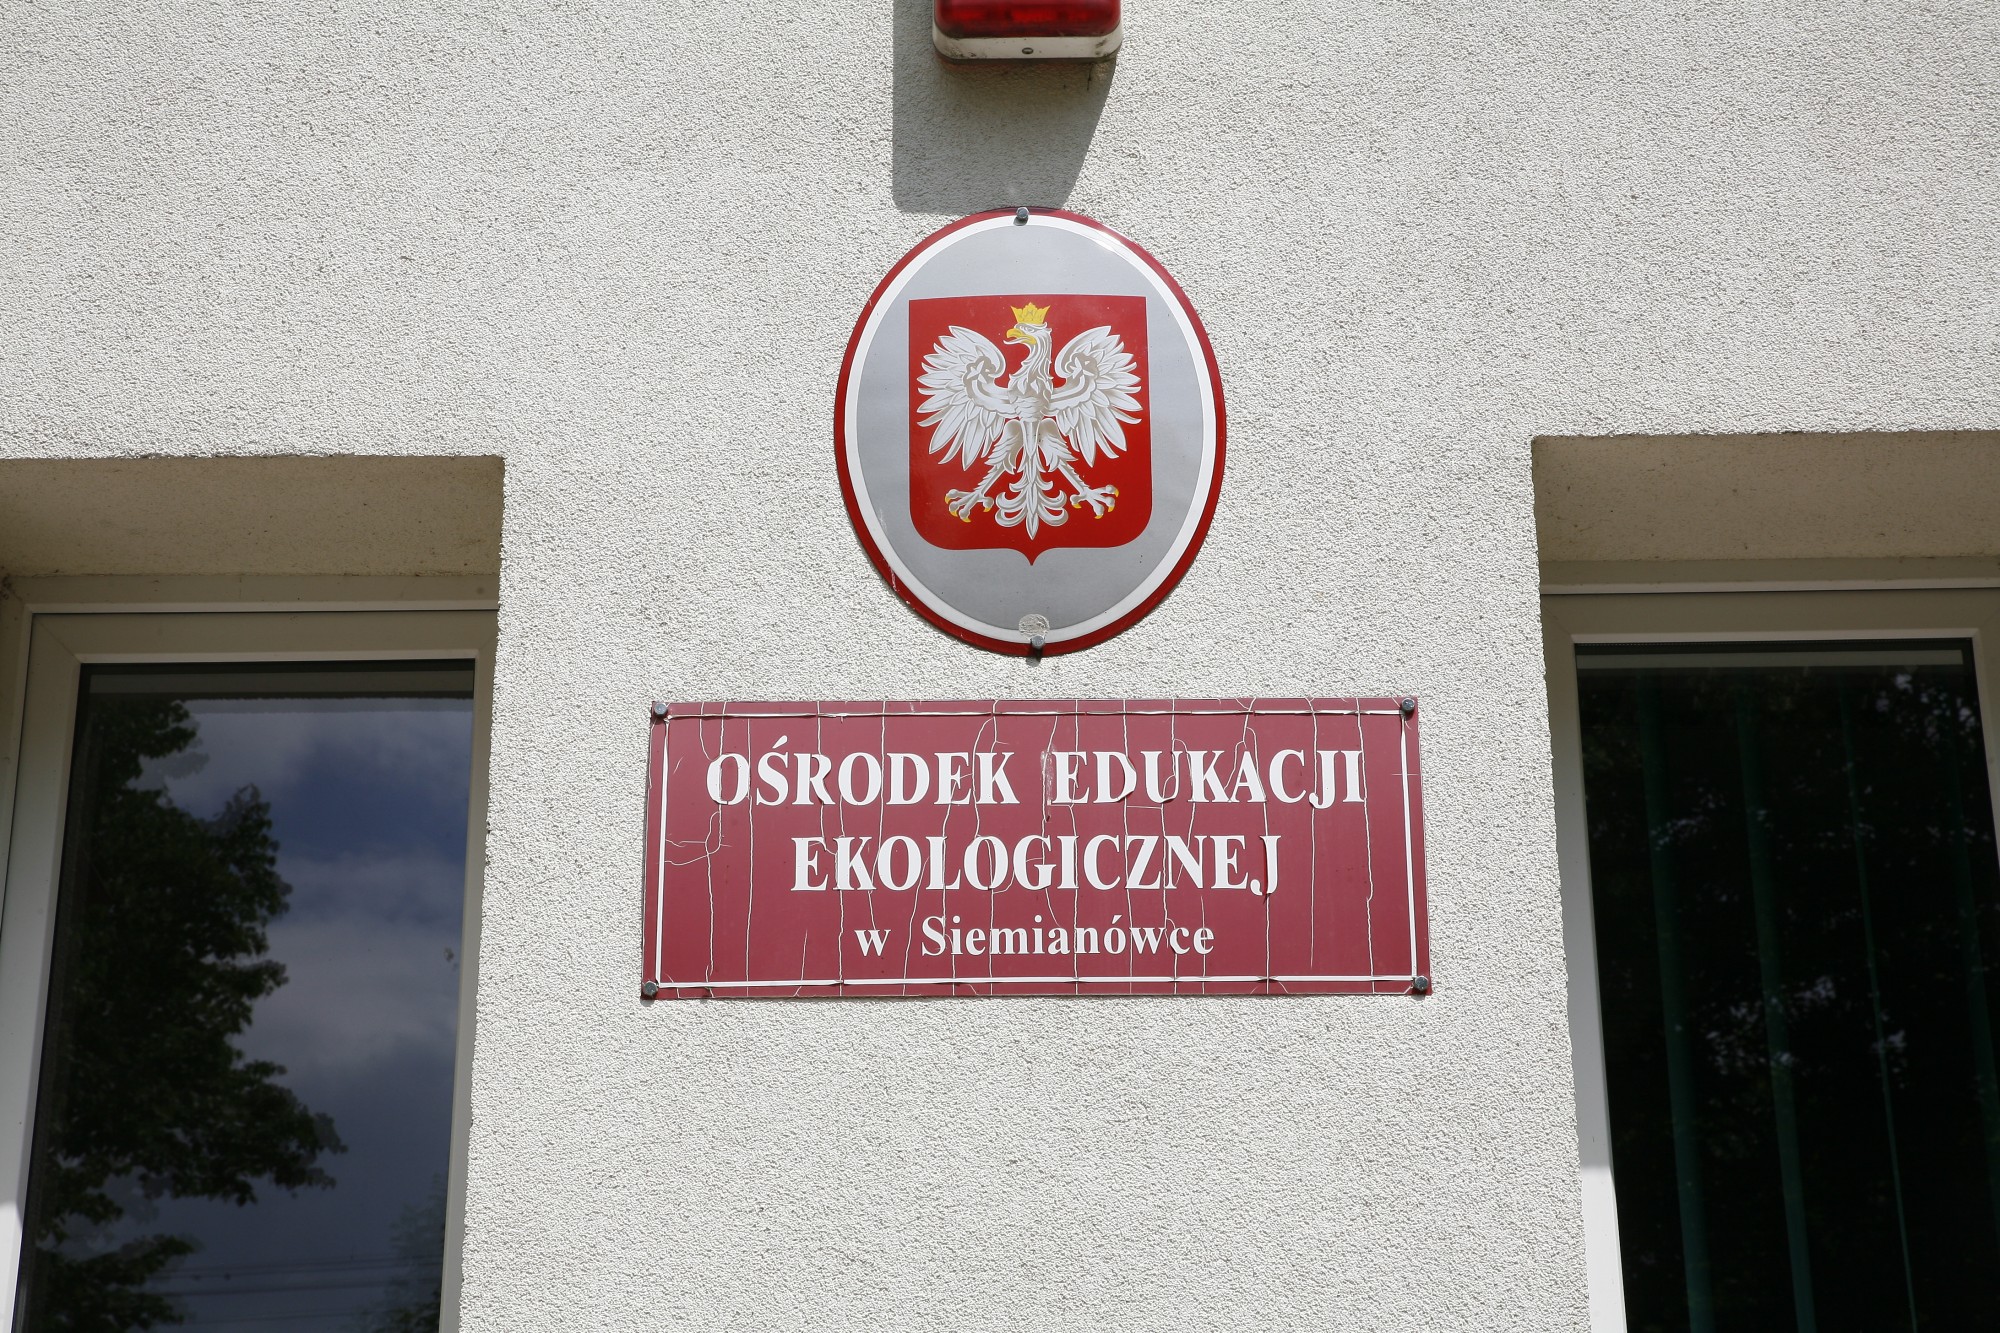 OŚRODEK EDUKACJI
EKOLOGICZNEJ
w Siemianówce